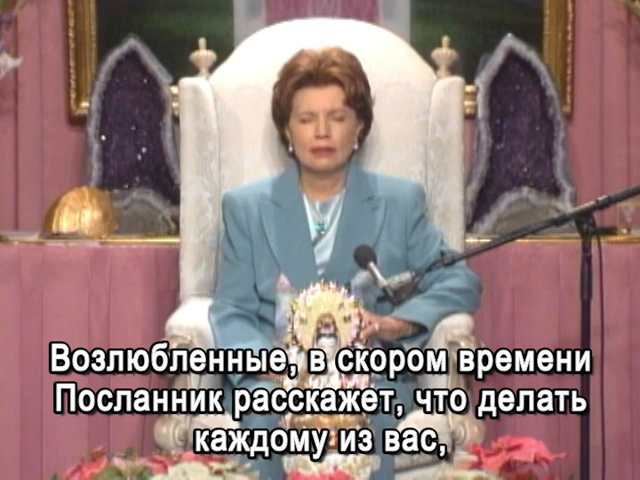 Возлюбленные, в скором времени
Посланник расскажет, что делать
каждому из вас,